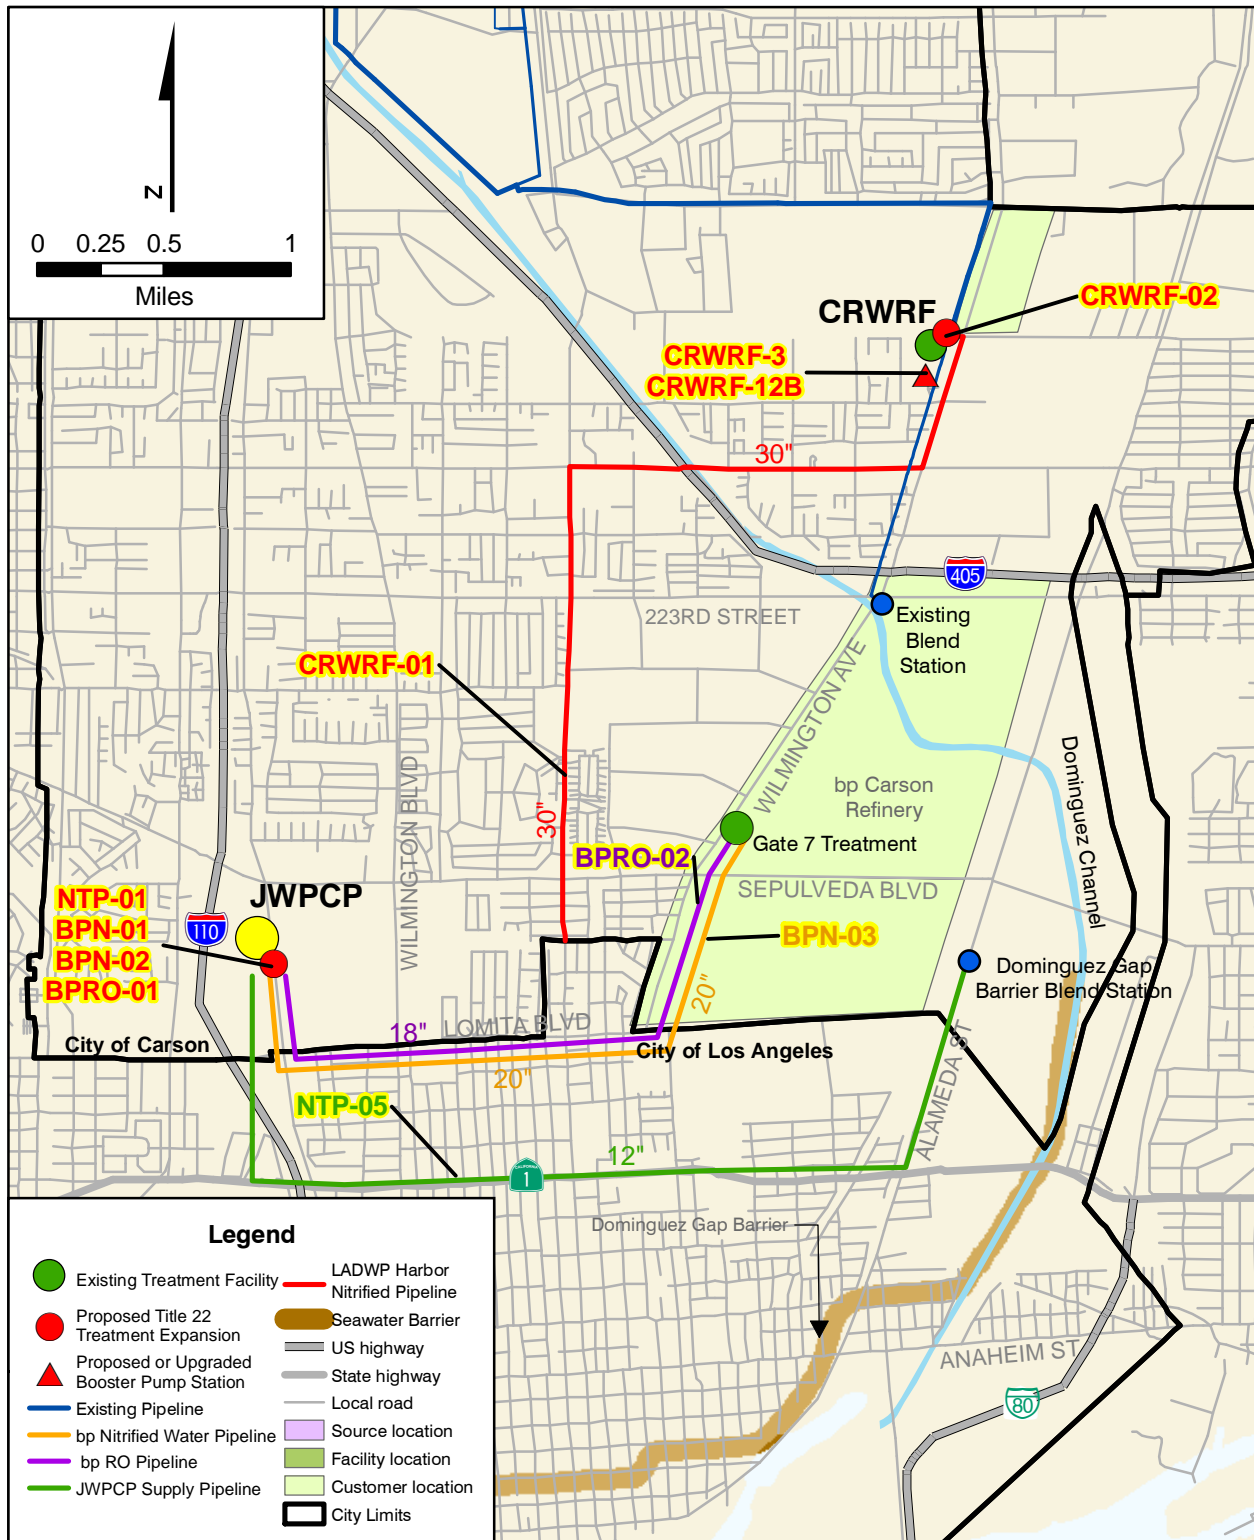 N
0 0.25 0.5 1
Miles
CRWRF
CRWRF-02
CRWRF-3
CRWRF-12B
30"
405
223RD STREET
Existing
Blend
Station
CRWRF-01
WILMINGTON AVE
WILMINGTON BLVD
bp Carson
Refinery
Dominguez Channel
30"
BPRO-02
Gate 7 Treatment
SEPULVEDA BLVD
NTP-01
BPN-01
BPN-02
BPRO-01
JWPCP
110
BPN-03
Dominguez Gap
Barrier Blend Station
20"
18"
LOMITA BLVD
City of Carson
City of Los Angeles
20"
ALAMEDA ST
NTP-05
12"
CALIFORNIA
1
Dominguez Gap Barrier
ANAHEIM ST
80
Legend
Existing Treatment Facility
Proposed Title 22
Treatment Expansion
Proposed or Upgraded
Booster Pump Station
Existing Pipeline
bp Nitrified Water Pipeline
bp RO Pipeline
JWPCP Supply Pipeline
LADWP Harbor
Nitrified Pipeline
Seawater Barrier
US highway
State highway
Local road
Source location
Facility location
Customer location
City Limits